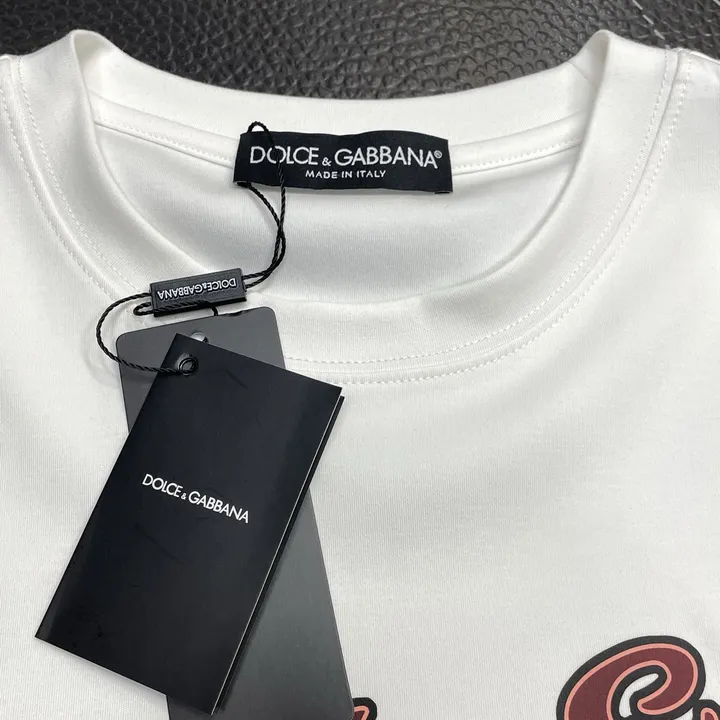 DOLCE & GABBANA®
MADE IN ITALY
DOLCE&GABBANA
DOLCE & GABBANA